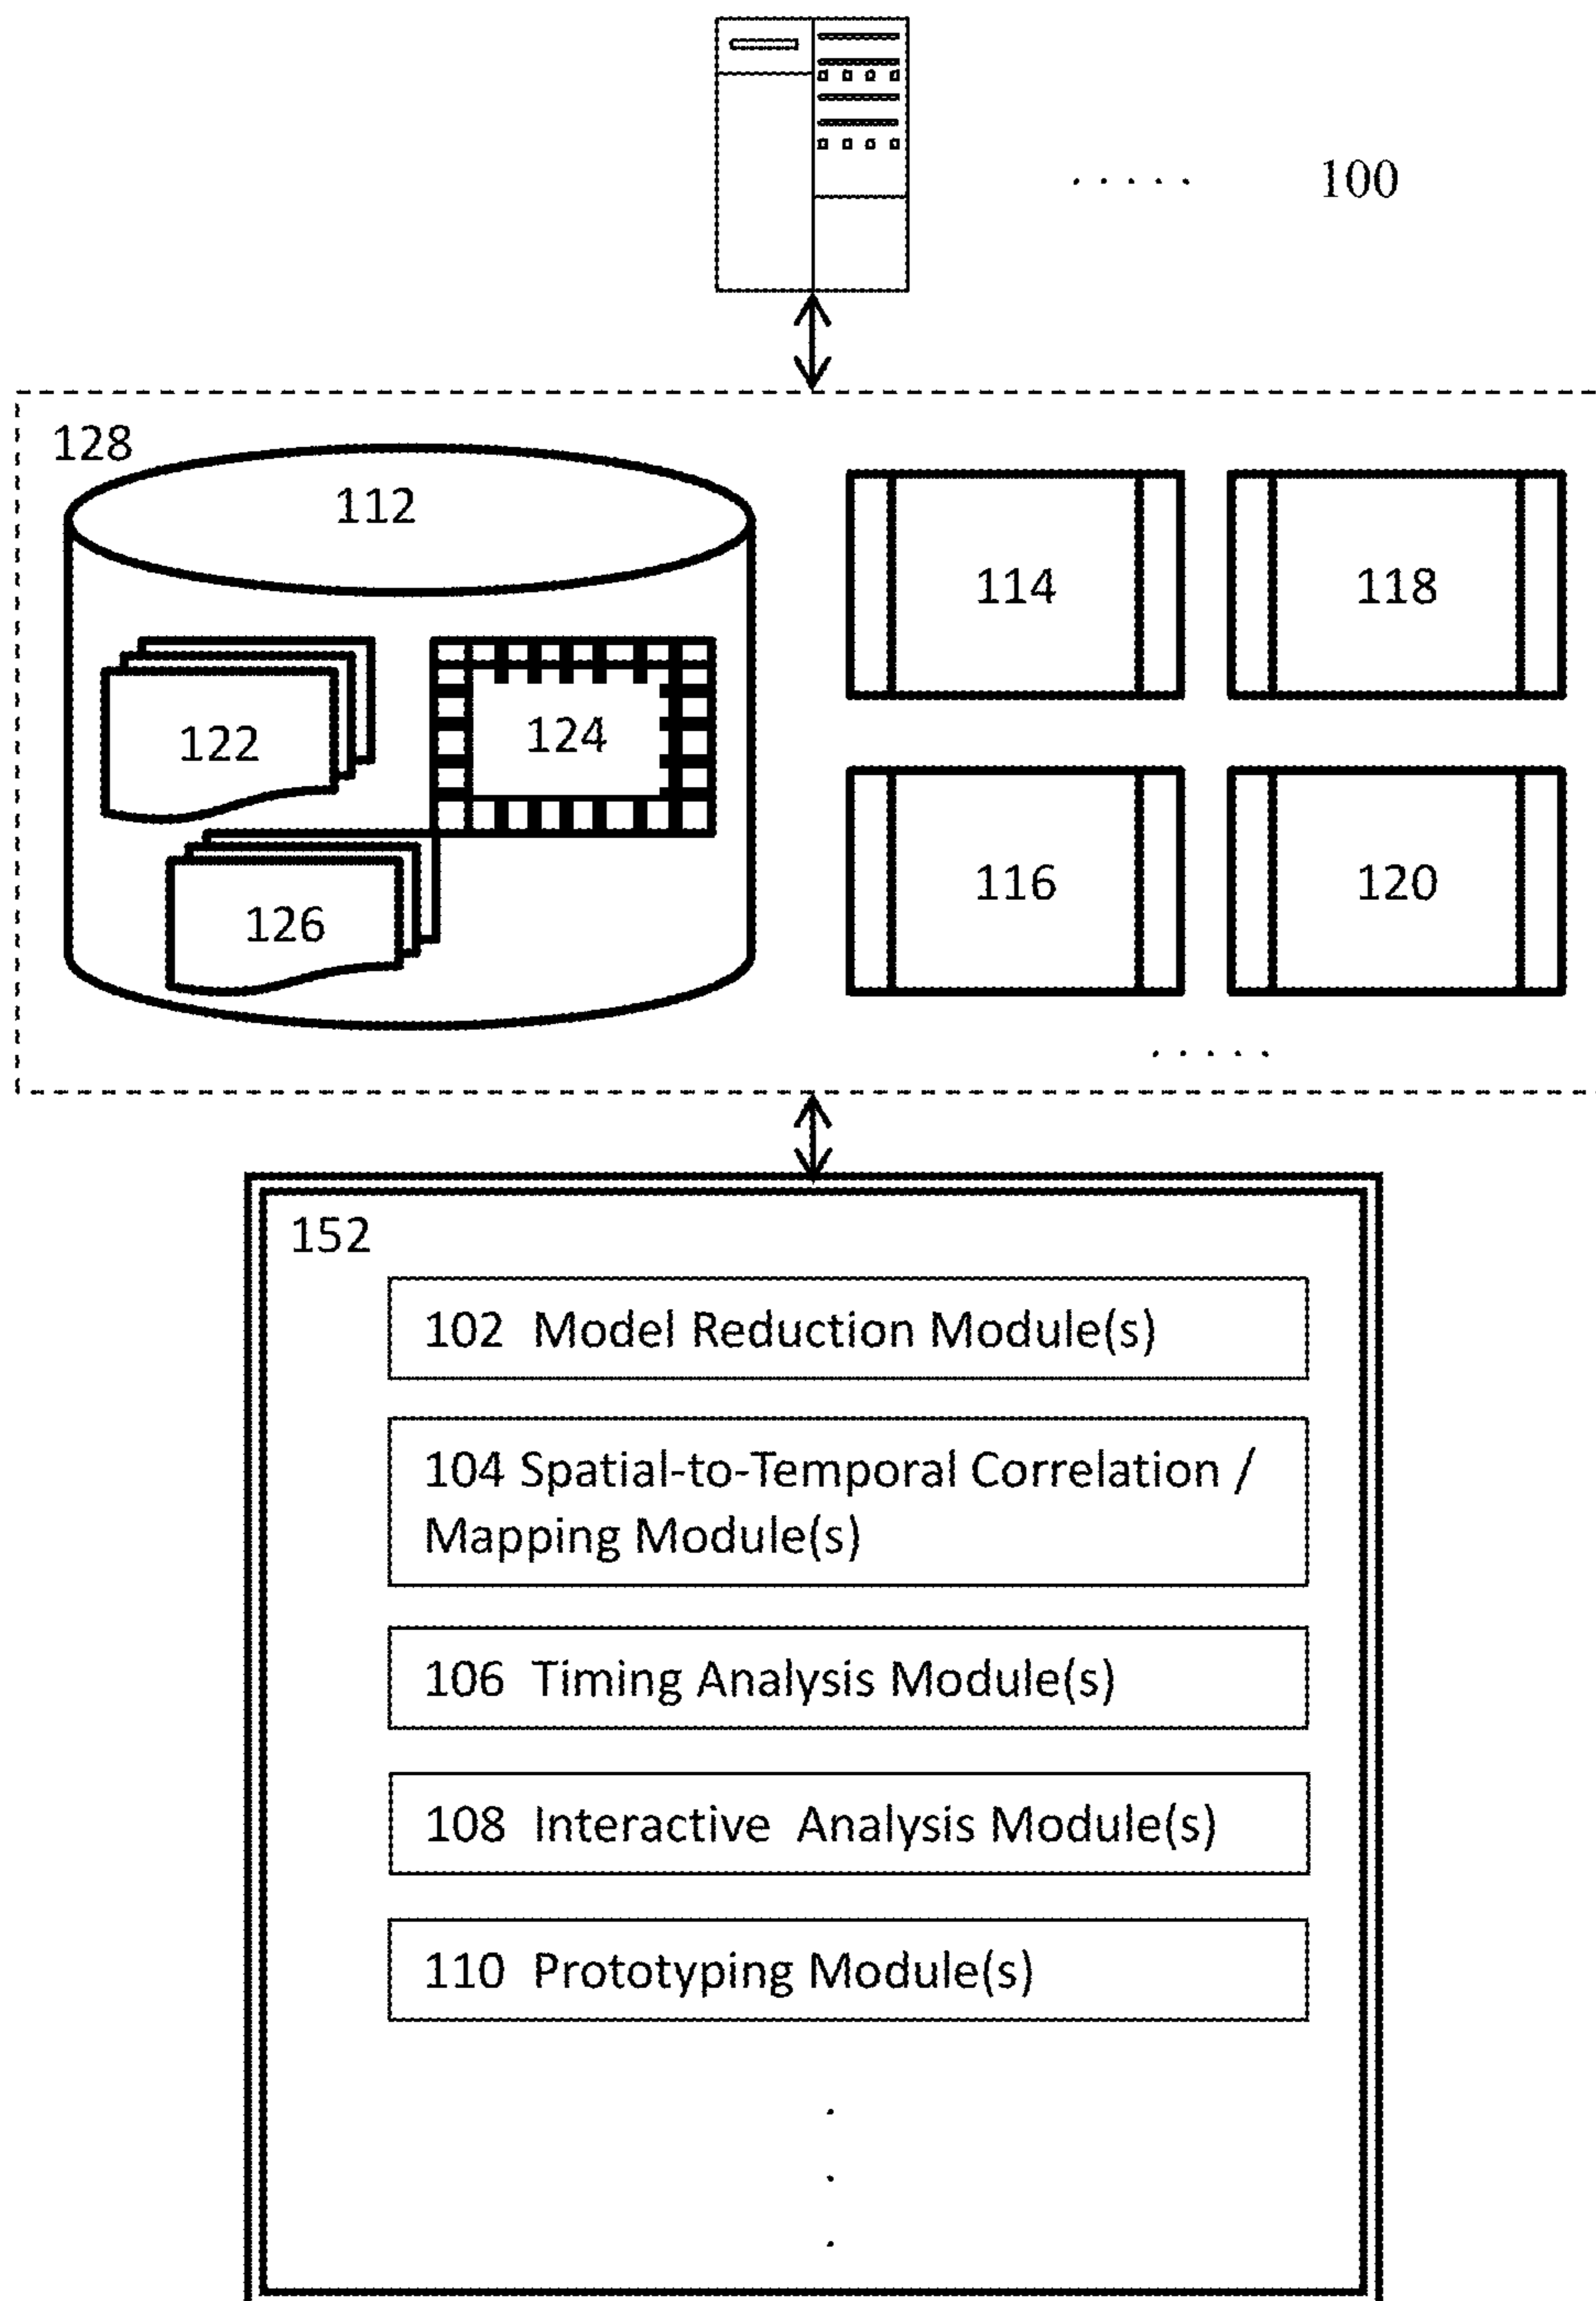 100
128
112
114
118
122
124
116
120
126
152
102 Model Reduction Module(s)
104 Spatial-to-Temporal Correlation /
Mapping Module(s)
106 Timing Analysis Module(s)
108 Interactive Analysis Module(s)
110 Prototyping Module(s)